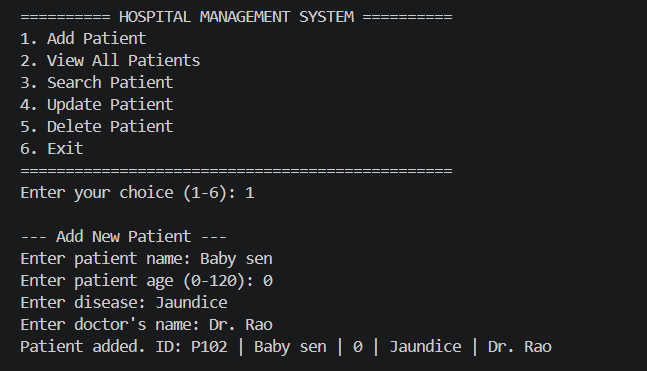 ========== HOSPITAL MANAGEMENT SYSTEM ==========
1. Add Patient
2. View All Patients
3. Search Patient
4. Update Patient
5. Delete Patient
6. Exit
================================================
Enter your choice (1-6): 1
--- Add New Patient ---
Enter patient name: Baby sen
Enter patient age (0-120): 0
Enter disease: Jaundice
Enter doctor's name: Dr. Rao
Patient added. ID: P102 | Baby sen | 0 | Jaundice | Dr. Rao